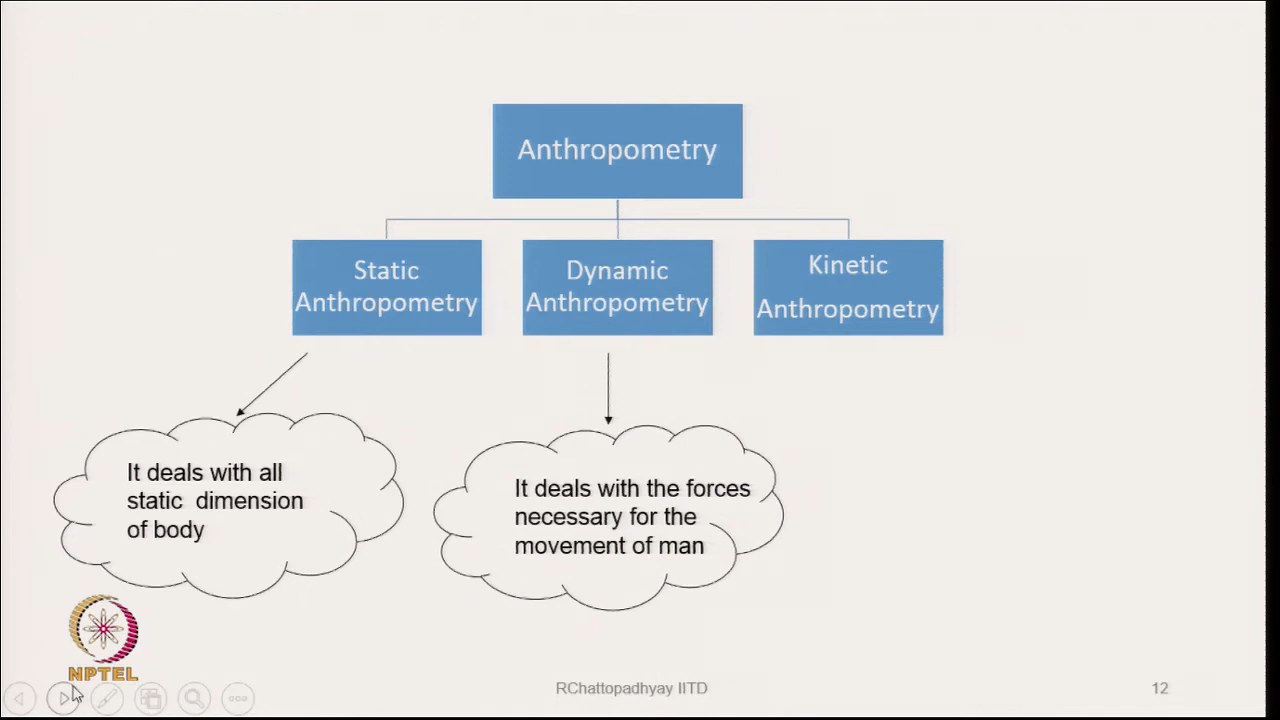 Anthropometry
Static
Anthropometry
Dynamic
Anthropometry
Kinetic
Anthropometry
It deals with all
static dimension
of body
It deals with the forces
necessary for the
movement of man
NPTEL
RChattopadhyay IITD
12